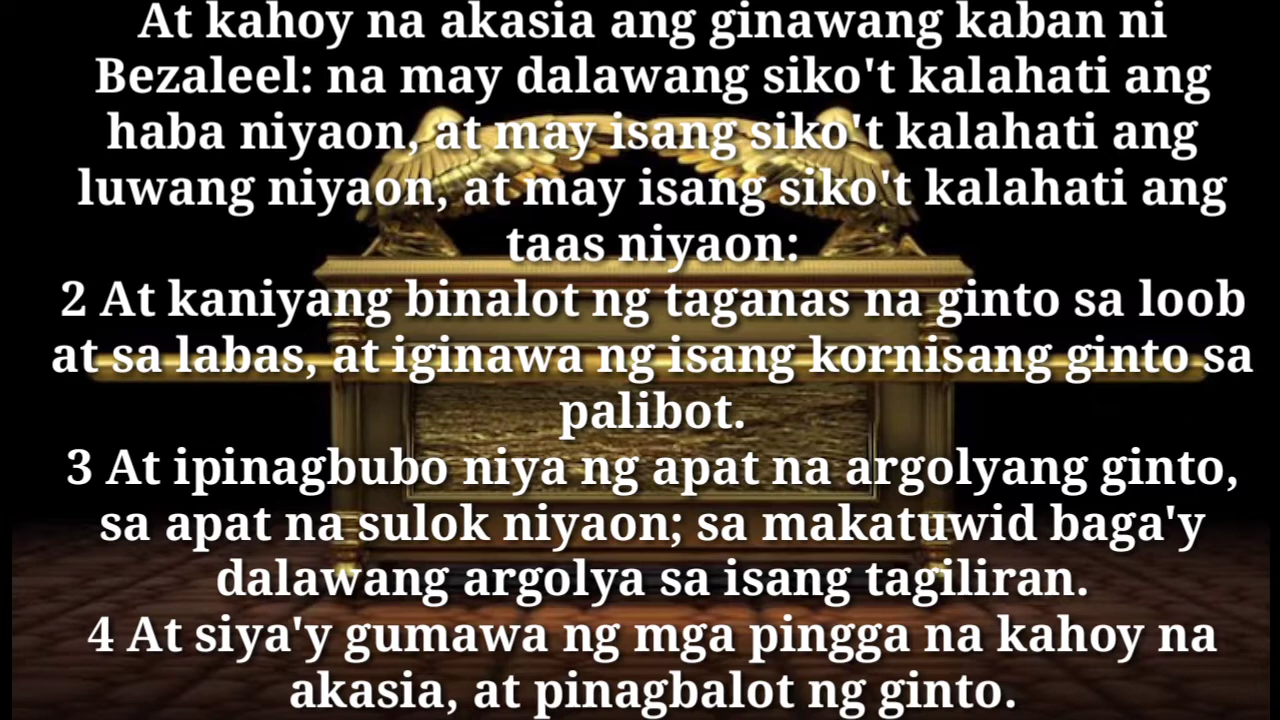 At kahoy na akasia ang ginawang kaban ni
Bezaleel: na may dalawang siko't kalahati ang
haba niyaon, at may isang siko't kalahati ang
luwang niyaon, at may isang siko't kalahati ang
taas niyaon:
2 At kaniyang binalot ng taganas na ginto sa loob
at sa labas, at iginawa ng isang kornisang ginto sa
palibot.
3 At ipinagbubo niya ng apat na argolyang ginto,
sa apat na sulok niyaon; sa makatuwid baga'y
dalawang argolya sa isang tagiliran.
4 At siya'y gumawa ng mga pingga na kahoy na
akasia, at pinagbalot ng ginto.